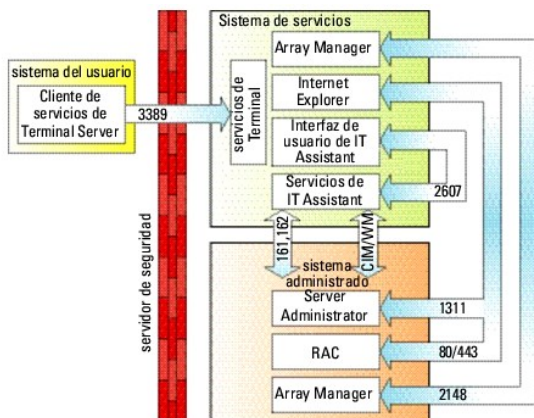 Sistema de servicios
Array Manager
sistema del usuario
Cliente de
servicios de
Terminal Server
3389
servicios de
Terminal
Internet
Explorer
Interfaz de
usuario de IT
Assistant
Servicios de
IT Assistant
2607
161,162
CIM/WM
servidor de seguridad
sistema
administrado
Server
Administrator
1311
RAC
80/443
Array Manager
2148